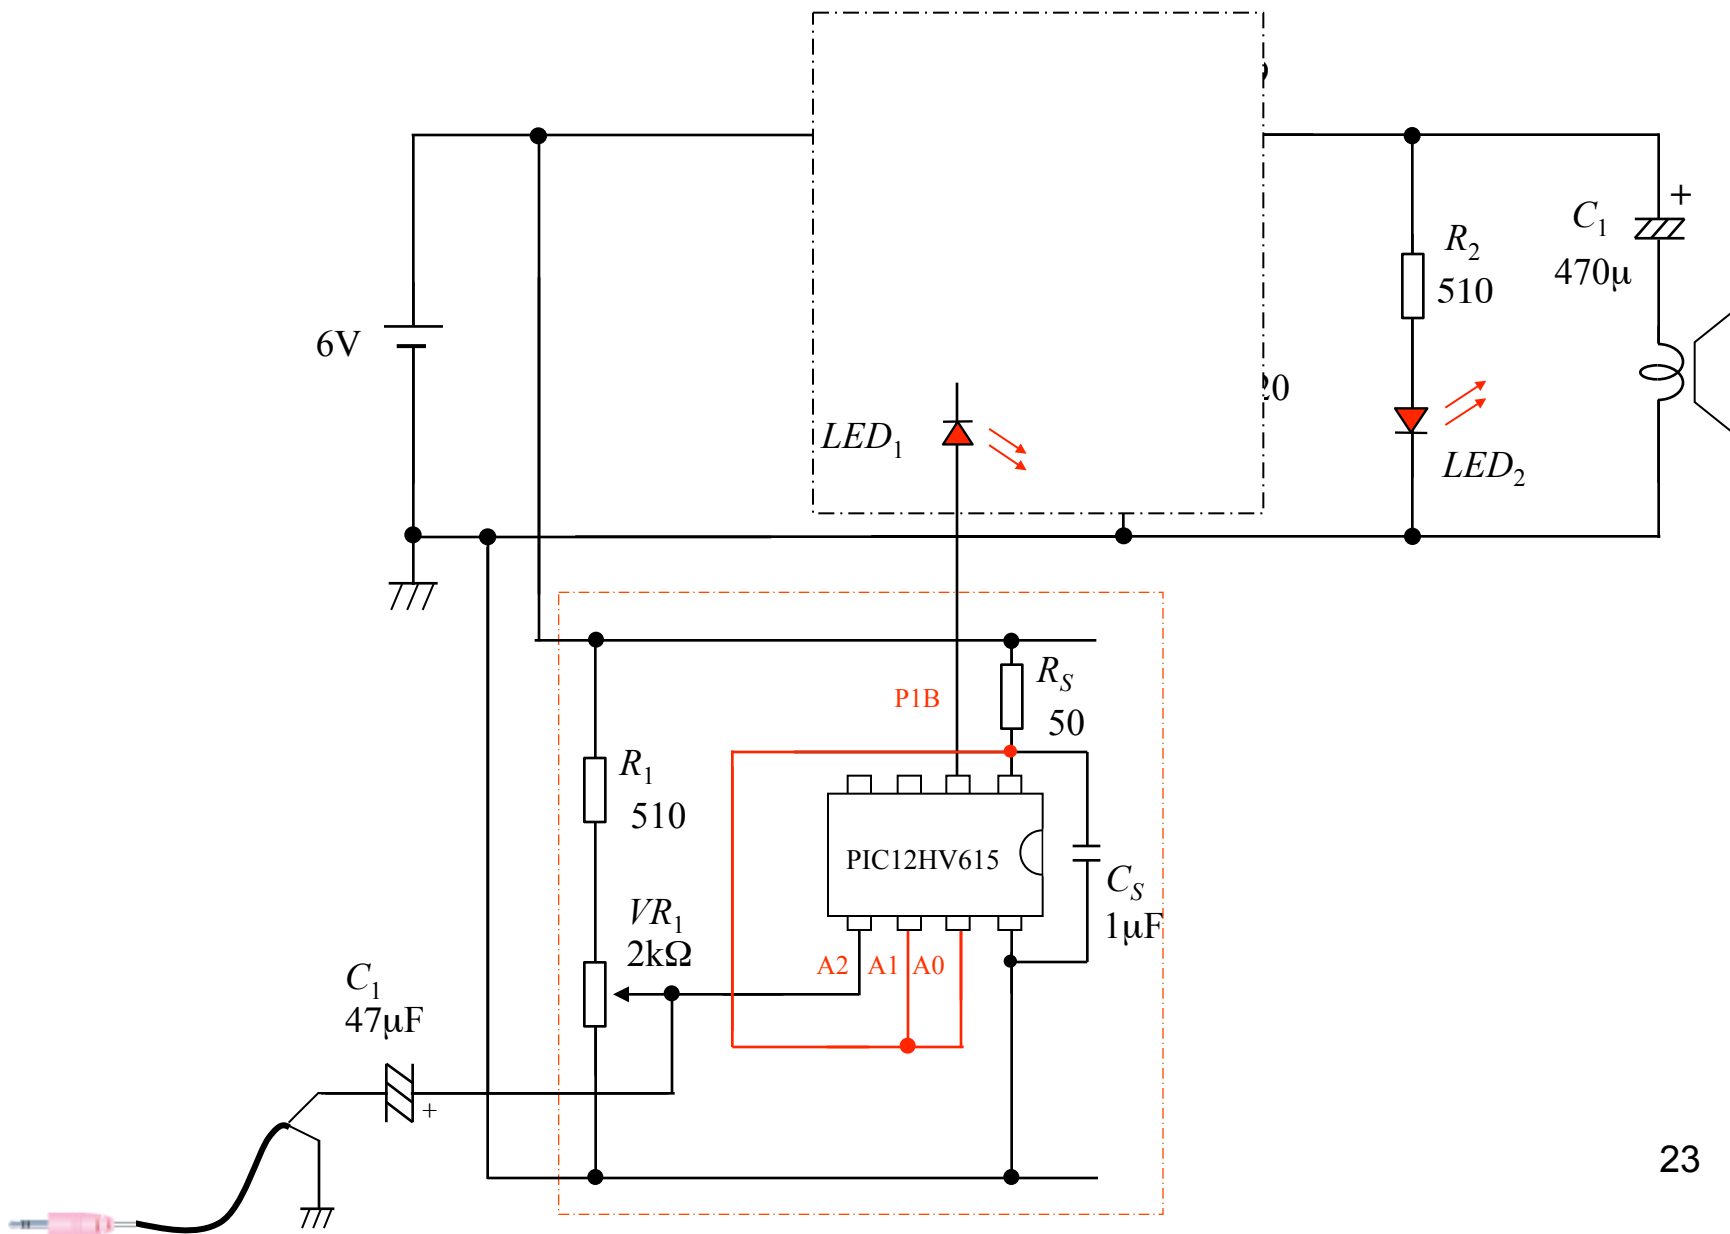 +
C1
470μ
R2
510
6V
20
LED1
LED2
RS
50
P1B
R1
510
PIC12HV615
CS
1μF
VR1
2kΩ
A2
A1
A0
C1
47μF
+
23